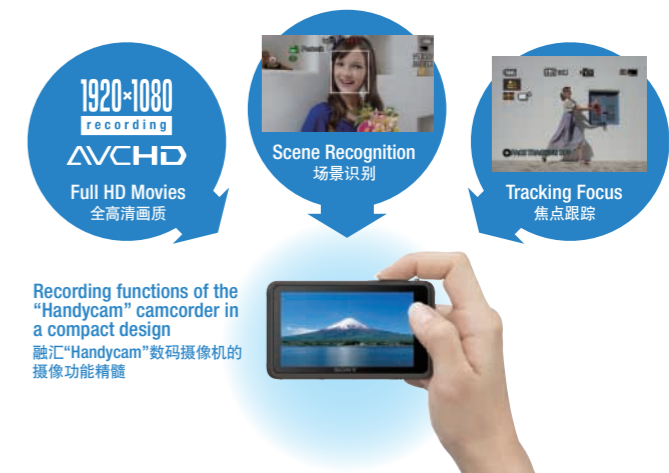 1920×1080
recording
AVCHD
Full HD Movies
全高清画质
Scene Recognition
场景识别
Tracking Focus
焦点跟踪
Recording functions of the
“Handycam” camcorder in
a compact design
融汇“Handycam”数码摄像机的
摄像功能精髓
SONY